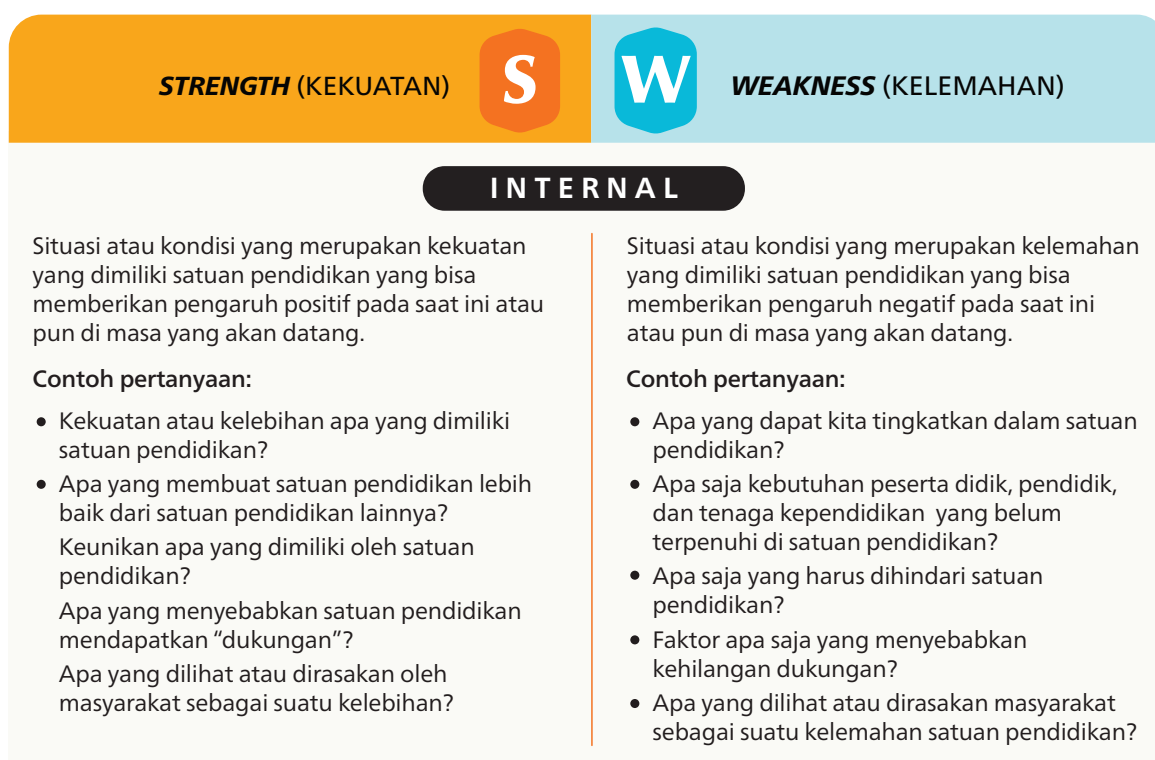 STRENGTH (KEKUATAN)
S
W
WEAKNESS (KELEMAHAN)
INTERNAL
Situasi atau kondisi yang merupakan kekuatan
yang dimiliki satuan pendidikan yang bisa
memberikan pengaruh positif pada saat ini atau
pun di masa yang akan datang.
Contoh pertanyaan:
• Kekuatan atau kelebihan apa yang dimiliki
satuan pendidikan?
• Apa yang membuat satuan pendidikan lebih
baik dari satuan pendidikan lainnya?
Keunikan apa yang dimiliki oleh satuan
pendidikan?
Apa yang menyebabkan satuan pendidikan
mendapatkan “dukungan”?
Apa yang dilihat atau dirasakan oleh
masyarakat sebagai suatu kelebihan?
Situasi atau kondisi yang merupakan kelemahan
yang dimiliki satuan pendidikan yang bisa
memberikan pengaruh negatif pada saat ini
atau pun di masa yang akan datang.
Contoh pertanyaan:
• Apa yang dapat kita tingkatkan dalam satuan
pendidikan?
• Apa saja kebutuhan peserta didik, pendidik,
dan tenaga kependidikan yang belum
terpenuhi di satuan pendidikan?
• Apa saja yang harus dihindari satuan
pendidikan?
• Faktor apa saja yang menyebabkan
kehilangan dukungan?
• Apa yang dilihat atau dirasakan masyarakat
sebagai suatu kelemahan satuan pendidikan?